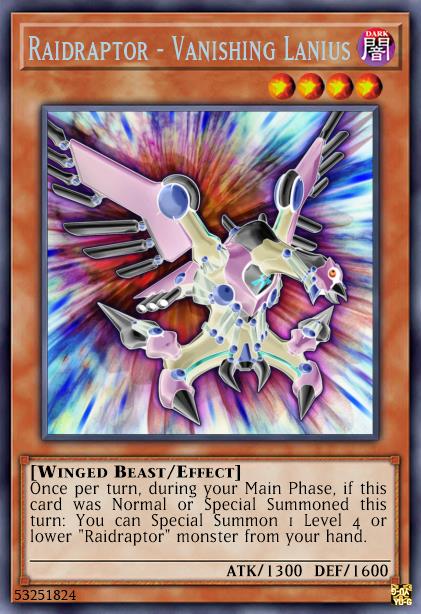 Raidraptor - Vanishing Lanius
DARK
闇
[Winged Beast/Effect]
Once per turn, during your Main Phase, if this
card was Normal or Special Summoned this
turn: You can Special Summon 1 Level 4 or
lower "Raidraptor" monster from your hand.
ATK/1300 DEF/1600
53251824